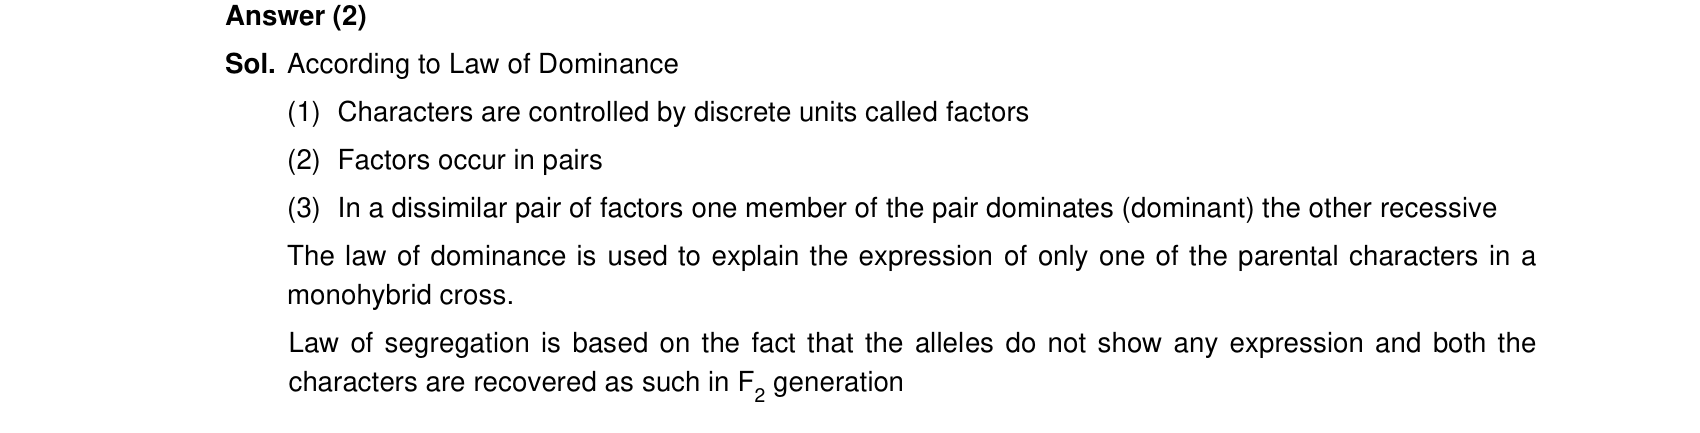 Answer (2)
Sol. According to Law of Dominance
(1) Characters are controlled by discrete units called factors
(2) Factors occur in pairs
(3) In a dissimilar pair of factors one member of the pair dominates (dominant) the other recessive
The law of dominance is used to explain the expression of only one of the parental characters in a
monohybrid cross.
Law of segregation is based on the fact that the alleles do not show any expression and both the
characters are recovered as such in F2 generation